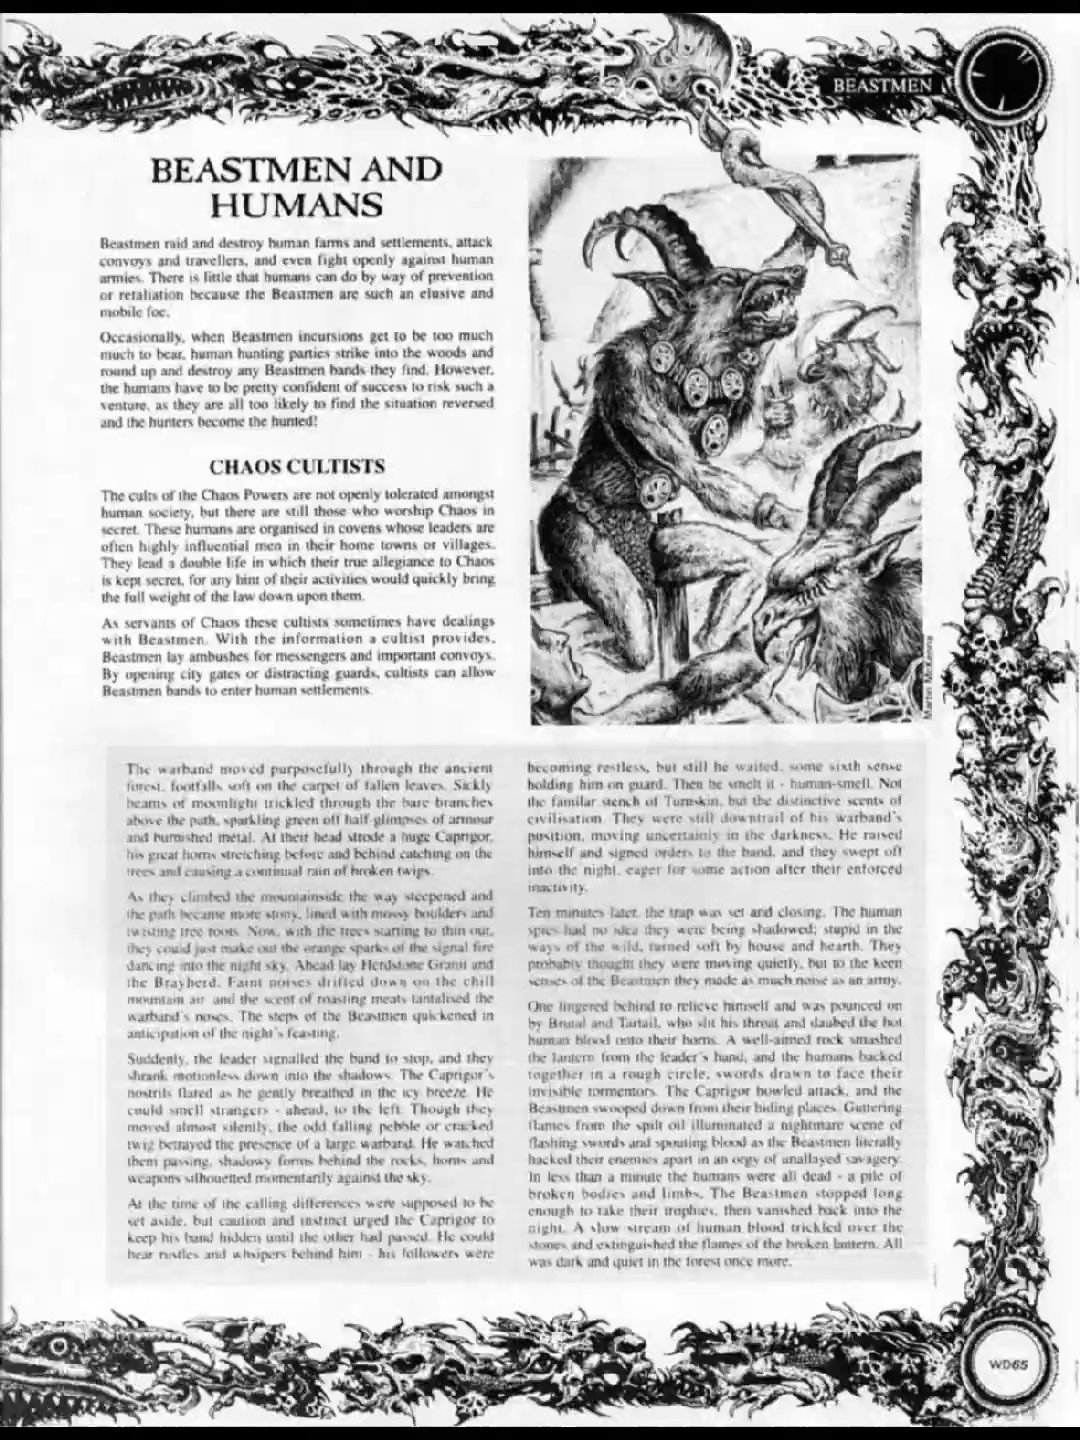 BEASTMEN
BEASTMEN AND
HUMANS
Beastmen raid and destroy human farms and settlements, attack
convoys and travellers, and even fight openly against human
armies. There is little that humans can do by way of prevention
or retaliation because the Beastmen are such an elusive and
mobile foe.
Occasionally, when Beastmen incursions get to be too much
much to bear, human hunting parties strike into the woods and
round up and destroy any Beastmen bands they find. However,
the humans have to be pretty confident of success to risk such a
venture, as they are all too likely to find the situation reversed
and the hunters become the hunted!
CHAOS CULTISTS
The cults of the Chaos Powers are not openly tolerated amongst
human society, but there are still those who worship Chaos in
secret. These humans are organised in covens whose leaders are
often highly influential men in their home towns or villages.
They lead a double life in which their true allegiance to Chaos
is kept secret, for any hint of their activities would quickly bring
the full weight of the law down upon them.
As servants of Chaos these cultists sometimes have dealings
with Beastmen. With the information a cultist provides,
Beastmen lay ambushes for messengers and important convoys.
By opening city gates or distracting guards, cultists can allow
Beastmen bands to enter human settlements.
Martin McKenna
The warband moved purposefully through the ancient
forest, footfalls soft on the carpet of fallen leaves. Sickly
beams of moonlight trickled through the bare branches
above the path, sparkling green off half-glimpses of armour
and burnished metal. At their head strode a huge Caprigor,
his great horns stretching before and behind catching on the
trees and causing a continual rain of broken twigs.
As they climbed the mountainside the way steepened and
the path became more stony, lined with mossy boulders and
twisting tree roots. Now, with the trees starting to thin out,
they could just make out the orange sparks of the signal fire
dancing into the night sky. Ahead lay Herdstone Granit and
the Brayherd. Faint noises drifted down on the chill
mountain air and the scent of roasting meats tantalised the
warband's noses. The steps of the Beastmen quickened in
anticipation of the night's feasting.
Suddenly, the leader signalled the band to stop, and they
shrank motionless down into the shadows. The Caprigor's
nostrils flared as he gently breathed in the icy breeze. He
could smell strangers - ahead, to the left. Though they
moved almost silently, the odd falling pebble or cracked
twig betrayed the presence of a large warband. He watched
them passing, shadowy forms behind the rocks, horns and
weapons silhouetted momentarily against the sky.
At the time of the calling differences were supposed to be
set aside, but caution and instinct urged the Caprigor to
keep his band hidden until the other had passed. He could
hear rustles and whsipers behind him - his followers were
becoming restless, but still he waited, some sixth sense
holding him on guard. Then he smelt it - human-smell. Not
the familar stench of Turnskin, but the distinctive scents of
civilisation. They were still downtrail of his warband's
position, moving uncertainly in the darkness. He raised
himself and signed orders to the band, and they swept off
into the night, eager for some action after their enforced
inactivity.
Ten minutes later, the trap was set and closing. The human
spies had no idea they were being shadowed; stupid in the
ways of the wild, turned soft by house and hearth. They
probably thought they were moving quietly, but to the keen
senses of the Beastmen they made as much noise as an army.
One lingered behind to relieve himself and was pounced on
by Brutal and Tartail, who slit his throat and daubed the hot
human blood onto their horns. A well-aimed rock smashed
the lantern from the leader's hand, and the humans backed
together in a rough circle, swords drawn to face their
invisible tormentors. The Caprigor howled attack, and the
Beastmen swooped down from their hiding places. Guttering
flames from the spilt oil illuminated a nightmare scene of
flashing swords and spouting blood as the Beastmen literally
hacked their enemies apart in an orgy of unallayed savagery.
In less than a minute the humans were all dead - a pile of
broken bodies and limbs. The Beastmen stopped long
enough to take their trophies, then vanished back into the
night. A slow stream of human blood trickled over the
stones and extinguished the flames of the broken lantern. All
was dark and quiet in the forest once more.
WD65